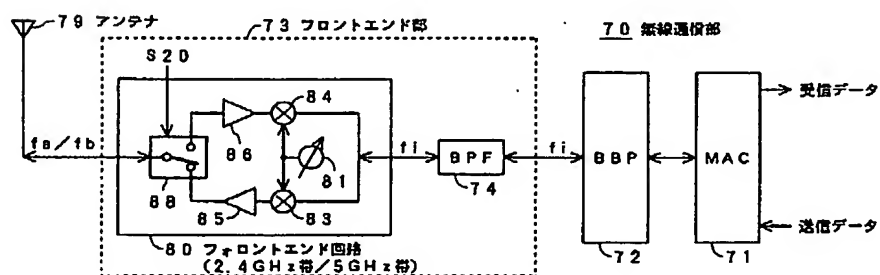 79 アンテナ
73 フロントエンド部
70 無線通役部
S2D
84
86
81
fa/fb
88
85
83
fi
BPF
74
fi
BBP
72
MAC
71
受信データ
送信データ
80 フォロントエンド回路
(2.4GHz帯/5GHz帯)